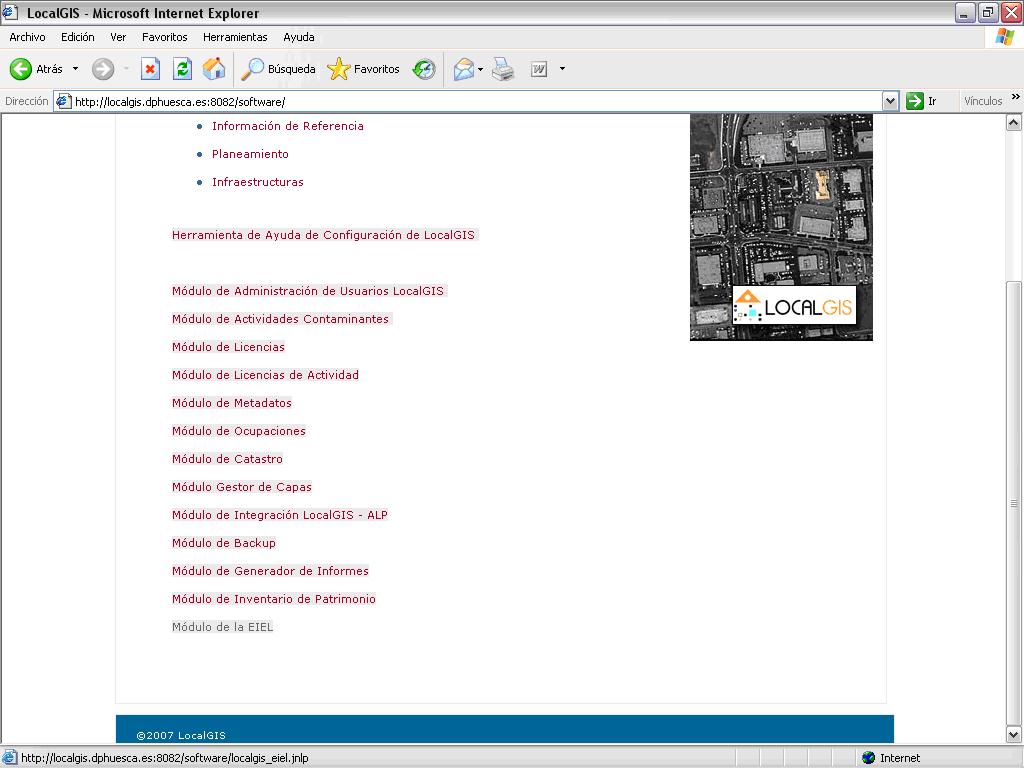 LocalGIS - Microsoft Internet Explorer
Archivo Edición Ver Favoritos Herramientas Ayuda
Atrás Búsqueda Favoritos
Dirección http://localgis.dphuesca.es:8082/software/ Ir Vínculos »
Información de Referencia
Planeamiento
Infraestructuras
Herramienta de Ayuda de Configuración de LocalGIS
LOCALGIS
Módulo de Administración de Usuarios LocalGIS
Módulo de Actividades Contaminantes
Módulo de Licencias
Módulo de Licencias de Actividad
Módulo de Metadatos
Módulo de Ocupaciones
Módulo de Catastro
Módulo Gestor de Capas
Módulo de Integración LocalGIS - ALP
Módulo de Backup
Módulo de Generador de Informes
Módulo de Inventario de Patrimonio
Módulo de la EIEL
©2007 LocalGIS
http://localgis.dphuesca.es:8082/software/localgis_eiel.jnlp Internet